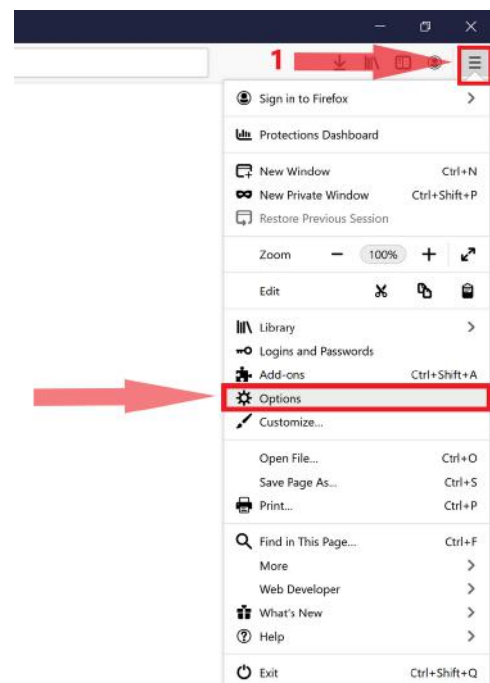 1
Sign in to Firefox
Protections Dashboard
New Window Ctrl+N
New Private Window Ctrl+Shift+P
Restore Previous Session
Zoom 100%
Edit
Library
Logins and Passwords
Add-ons Ctrl+Shift+A
Options
Customize...
Open File... Ctrl+O
Save Page As... Ctrl+S
Print... Ctrl+P
Find in This Page... Ctrl+F
More
Web Developer
What's New
Help
Exit Ctrl+Shift+Q